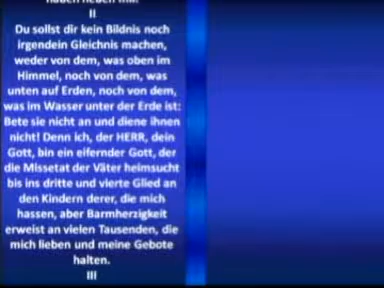 haben neben mir!
II
Du sollst dir kein Bildnis noch
irgendein Gleichnis machen,
weder von dem, was oben im
Himmel, noch von dem, was
unten auf Erden, noch von dem,
was im Wasser unter der Erde ist:
Bete sie nicht an und diene ihnen
nicht! Denn ich, der HERR, dein
Gott, bin ein eifernder Gott, der
die Missetat der Väter heimsucht
bis ins dritte und vierte Glied an
den Kindern derer, die mich
hassen, aber Barmherzigkeit
erweist an vielen Tausenden, die
mich lieben und meine Gebote
halten.
III